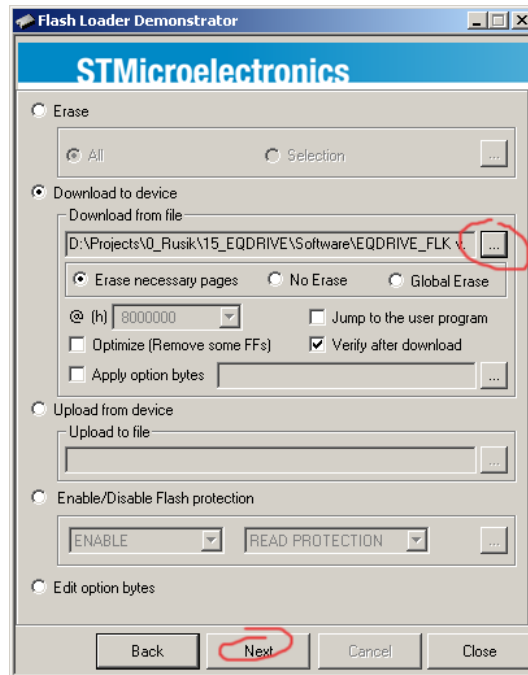 Flash Loader Demonstrator
STMicroelectronics
Erase
All Selection ...
Download to device
Download from file
D:\Projects\0_Rusik\15_EQDRIVE\Software\EQDRIVE_FLK v. ...
Erase necessary pages No Erase Global Erase
@ (h) 8000000 Jump to the user program
Optimize (Remove some FFs) Verify after download
Apply option bytes ...
Upload from device
Upload to file
...
Enable/Disable Flash protection
ENABLE READ PROTECTION ...
Edit option bytes
Back Next Cancel Close